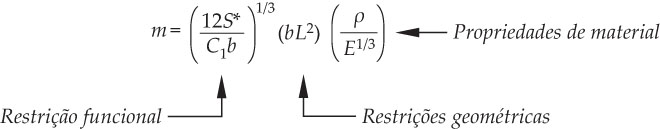 m = (12S* / C₁b)^1/3 (bL²) (ρ / E^1/3) Propriedades de material
Restrição funcional Restrições geométricas